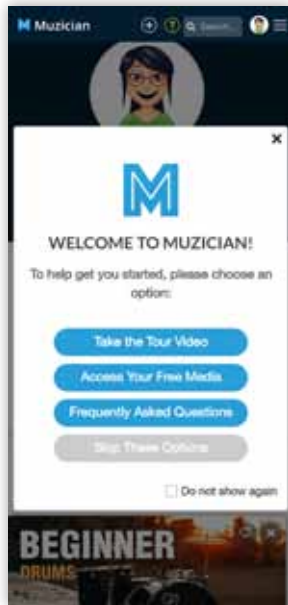 Muzician
Search
WELCOME TO MUZICIAN!
To help get you started, please choose an
option:
Take the Tour Video
Access Your Free Media
Frequently Asked Questions
Skip These Options
Do not show again
BEGINNER
DRUMS